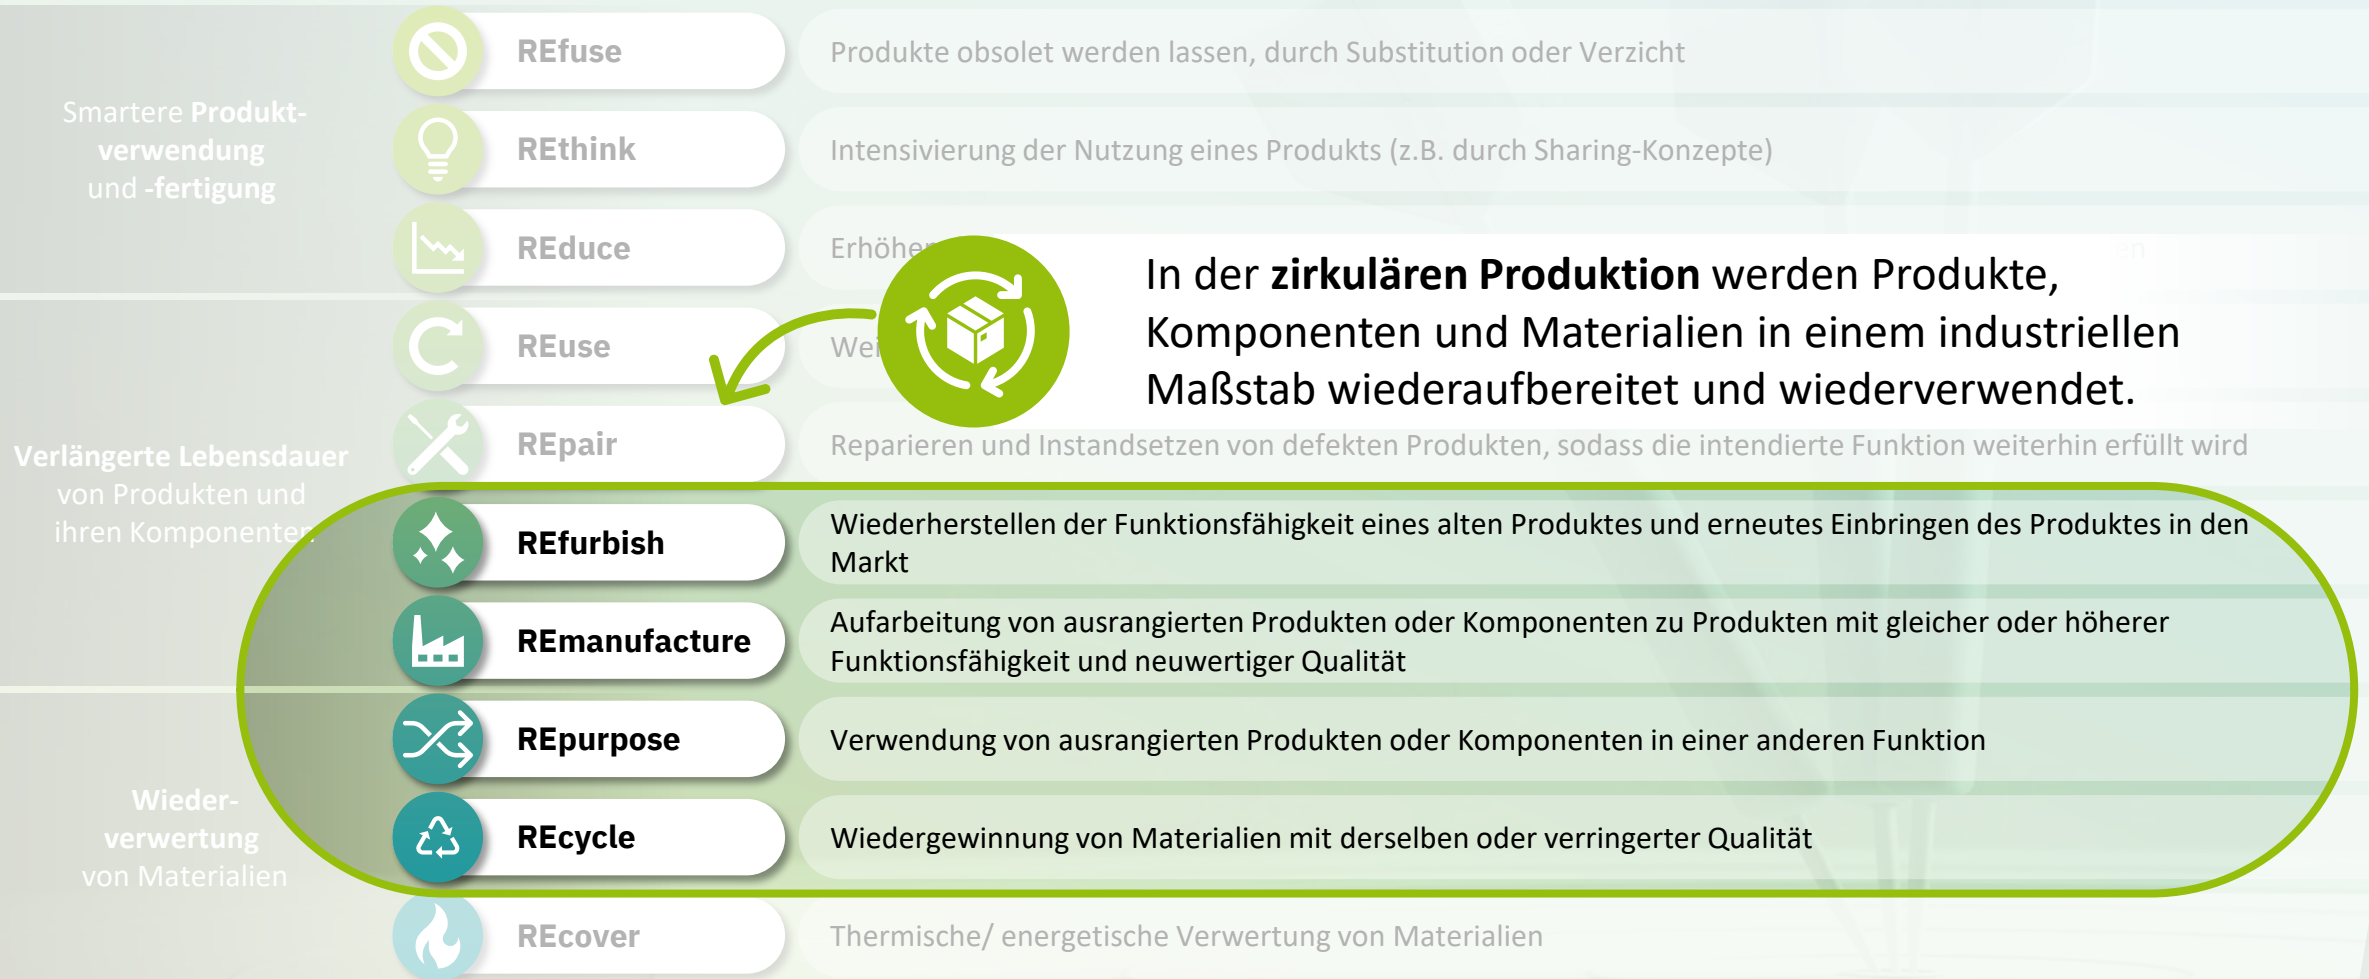 Smartere Produkt-
verwendung
und -fertigung
REfuse
Produkte obsolet werden lassen, durch Substitution oder Verzicht
REthink
Intensivierung der Nutzung eines Produkts (z.B. durch Sharing-Konzepte)
REduce
In der zirkulären Produktion werden Produkte,
Komponenten und Materialien in einem industriellen
Maßstab wiederaufbereitet und wiederverwendet.
Verlängerte Lebensdauer
von Produkten und
ihren Komponenten
REuse
REpair
Reparieren und Instandsetzen von defekten Produkten, sodass die intendierte Funktion weiterhin erfüllt wird
REfurbish
Wiederherstellen der Funktionsfähigkeit eines alten Produktes und erneutes Einbringen des Produktes in den
Markt
REmanufacture
Aufarbeitung von ausrangierten Produkten oder Komponenten zu Produkten mit gleicher oder höherer
Funktionsfähigkeit und neuwertiger Qualität
Wieder-
verwertung
von Materialien
REpurpose
Verwendung von ausrangierten Produkten oder Komponenten in einer anderen Funktion
REcycle
Wiedergewinnung von Materialien mit derselben oder verringerter Qualität
REcover
Thermische/ energetische Verwertung von Materialien